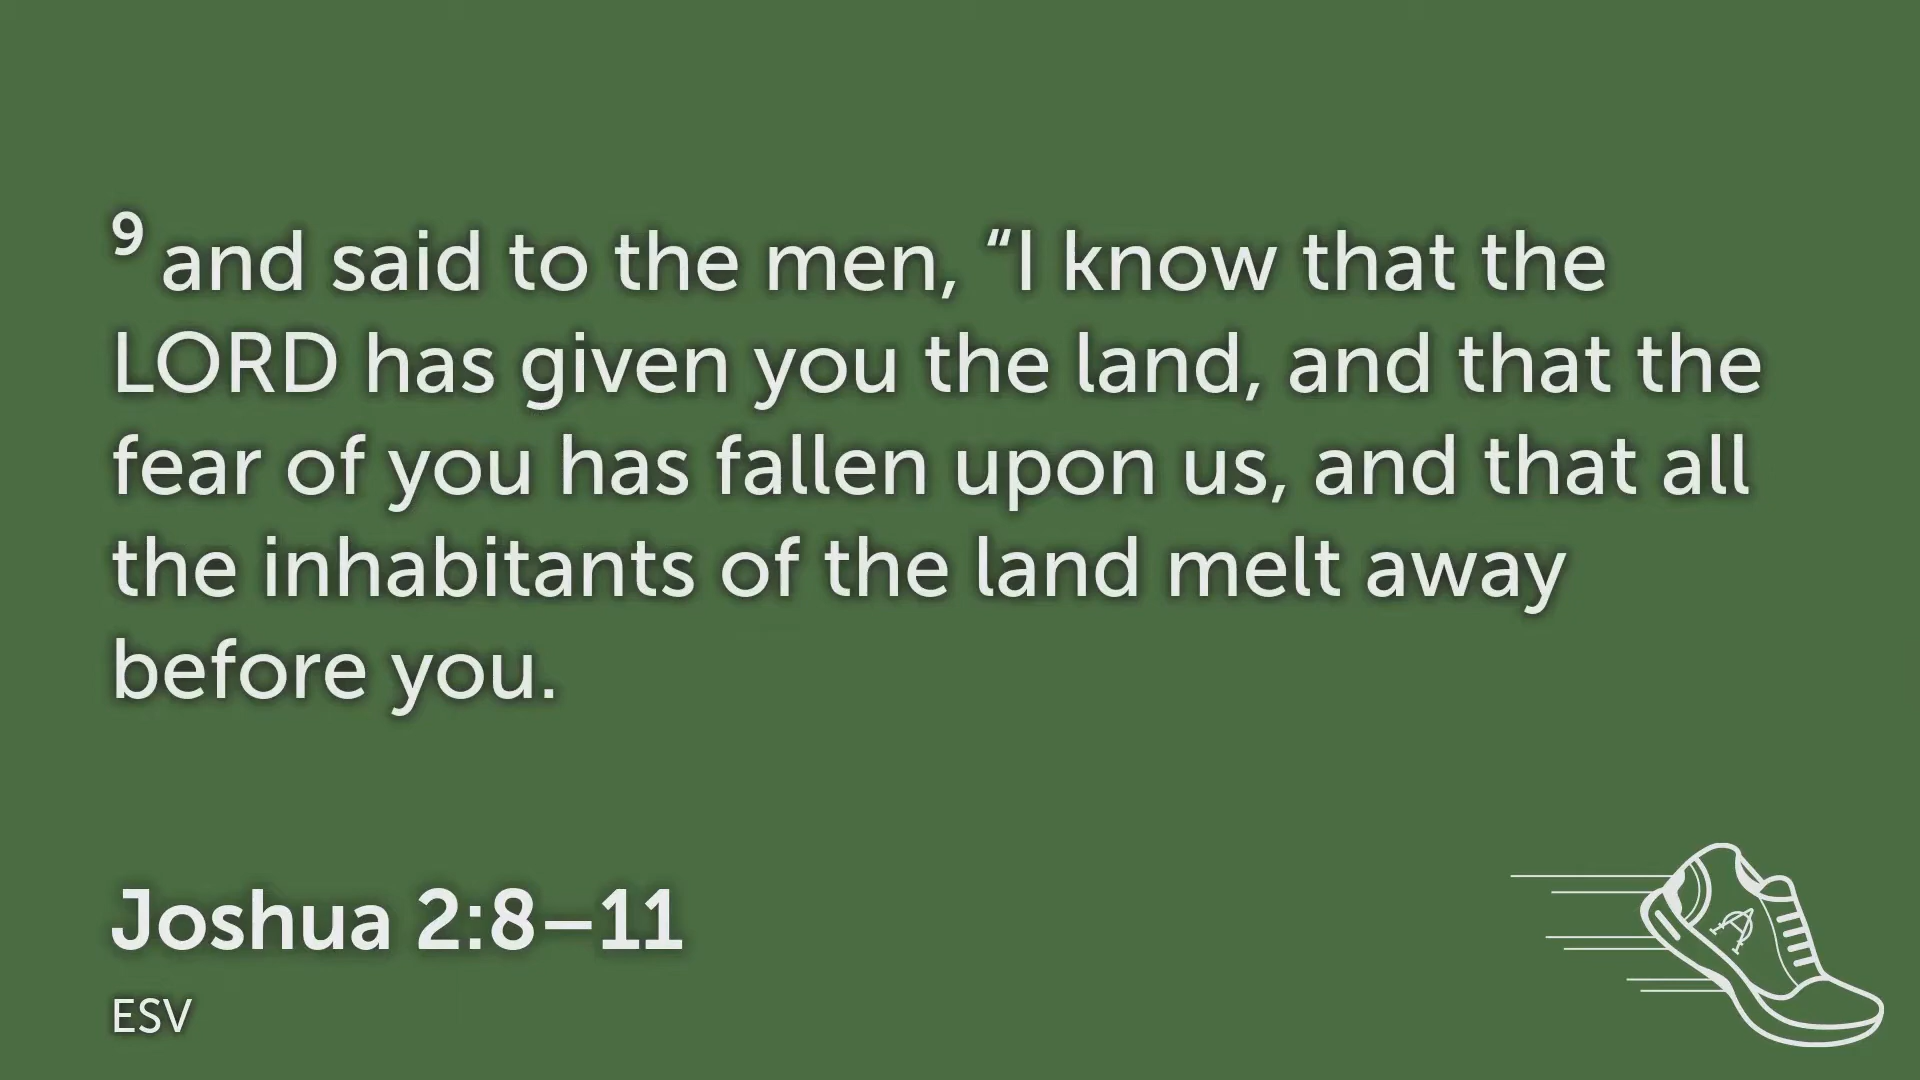 9 and said to the men, “I know that the
LORD has given you the land, and that the
fear of you has fallen upon us, and that all
the inhabitants of the land melt away
before you.
Joshua 2:8–11
ESV
A